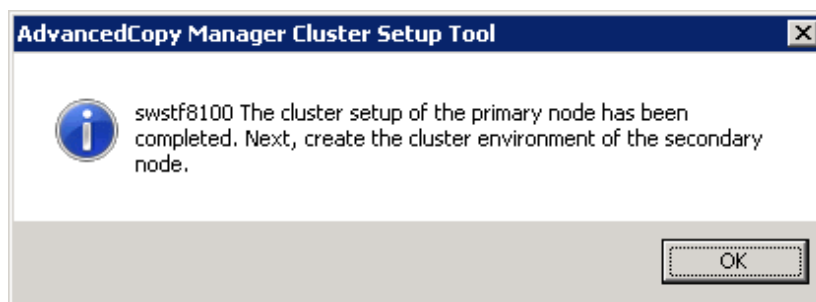 AdvancedCopy Manager Cluster Setup Tool
swstf8100 The cluster setup of the primary node has been
completed. Next, create the cluster environment of the secondary
node.
OK